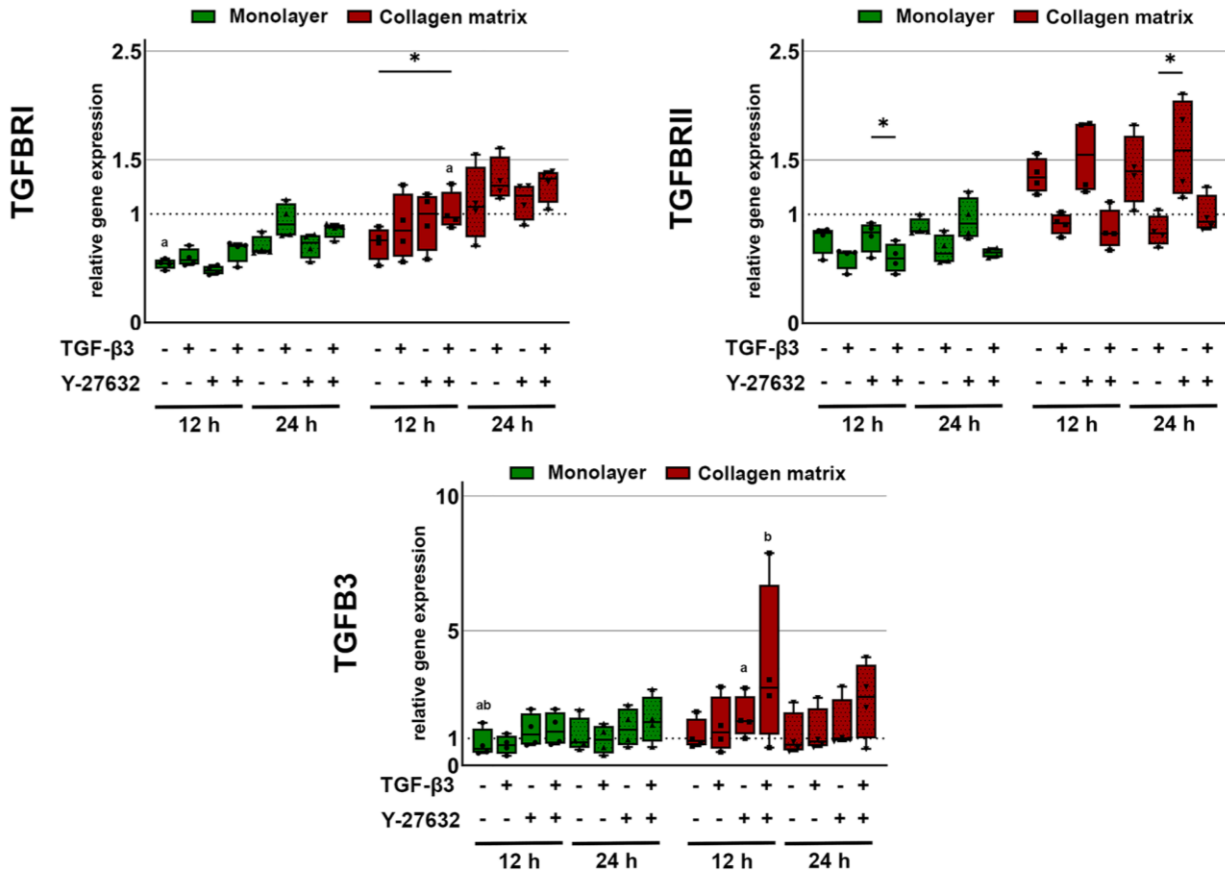 Monolayer Collagen matrix
TGFBRI
relative gene expression
2.5
1.5
1
0
*
a
a
TGF-β3 - + - + - + - + - + - + - + - +
Y-27632 - - + + - - + + - - + + - - + +
12 h 24 h 12 h 24 h
Monolayer Collagen matrix
TGFBRII
relative gene expression
2.5
1.5
1
0
*
*
TGF-β3 - + - + - + - + - + - + - + - +
Y-27632 - - + + - - + + - - + + - - + +
12 h 24 h 12 h 24 h
Monolayer Collagen matrix
TGFB3
relative gene expression
10
5
1
0
ab
a
b
TGF-β3 - + - + - + - + - + - + - + - +
Y-27632 - - + + - - + + - - + + - - + +
12 h 24 h 12 h 24 h